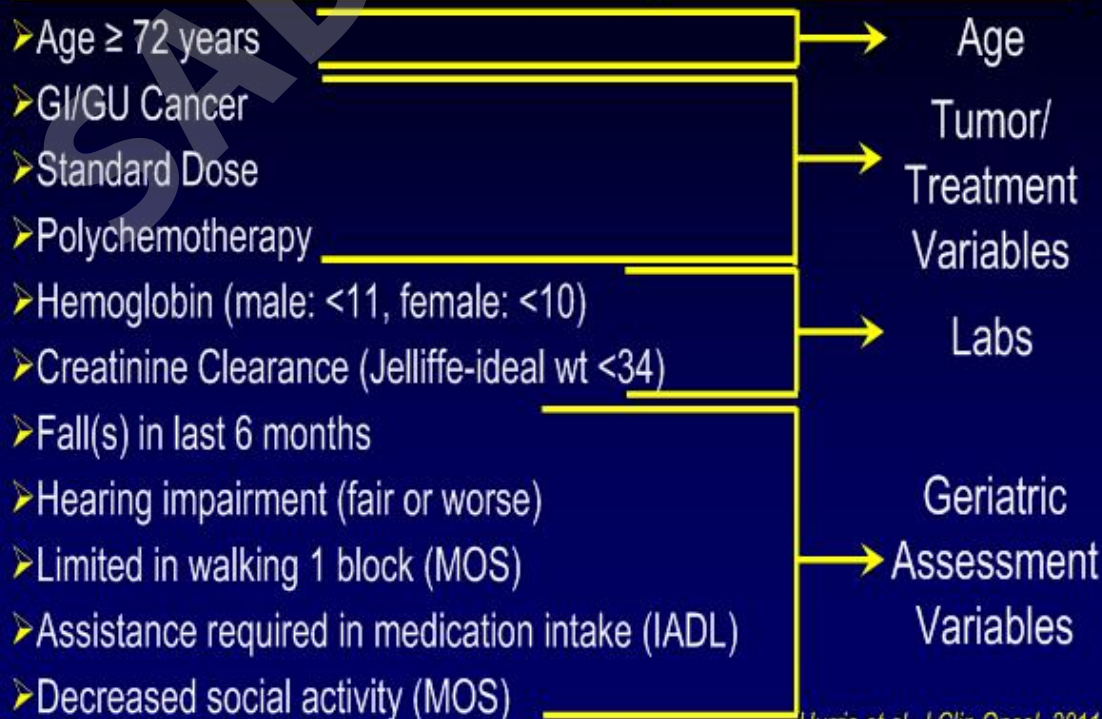 ➢Age ≥ 72 years
➢GI/GU Cancer
➢Standard Dose
➢Polychemotherapy
➢Hemoglobin (male: <11, female: <10)
➢Creatinine Clearance (Jelliffe-ideal wt <34)
➢Fall(s) in last 6 months
➢Hearing impairment (fair or worse)
➢Limited in walking 1 block (MOS)
➢Assistance required in medication intake (IADL)
➢Decreased social activity (MOS)
Age
Tumor/
Treatment
Variables
Labs
Geriatric
Assessment
Variables